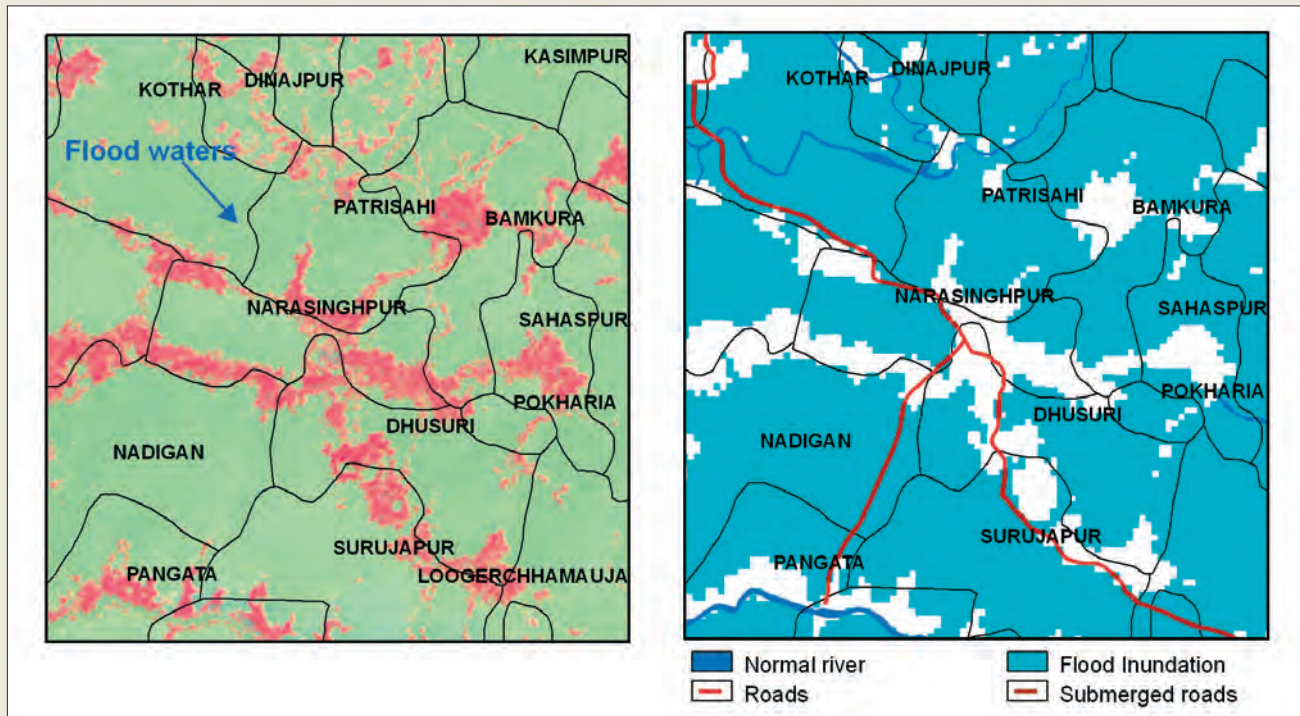 KASIMPUR
DINAJPUR
KOTHAR
Flood waters
PATRISAHI
BAMKURA
NARASINGHPUR
SAHASPUR
POKHARIA
DHUSURI
NADIGAN
SURUJAPUR
PANGATA
LOOGERCHHAMAUJA
DINAJPUR
KOTHAR
PATRISAHI
BAMKURA
NARASINGHPUR
SAHASPUR
POKHARIA
DHUSURI
NADIGAN
SURUJAPUR
PANGATA
Normal river
Flood Inundation
Roads
Submerged roads